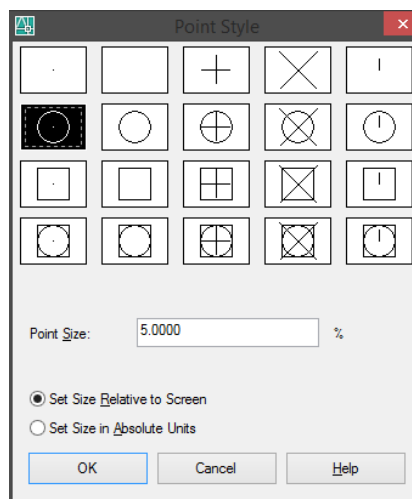 Point Style
Point Size: 5.0000 %
Set Size Relative to Screen
Set Size in Absolute Units
OK Cancel Help